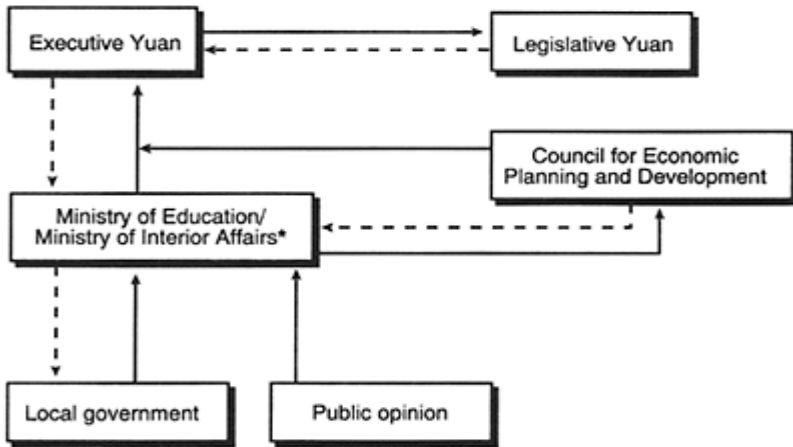 Executive Yuan
Legislative Yuan
Council for Economic
Planning and Development
Ministry of Education/
Ministry of Interior Affairs*
Local government
Public opinion